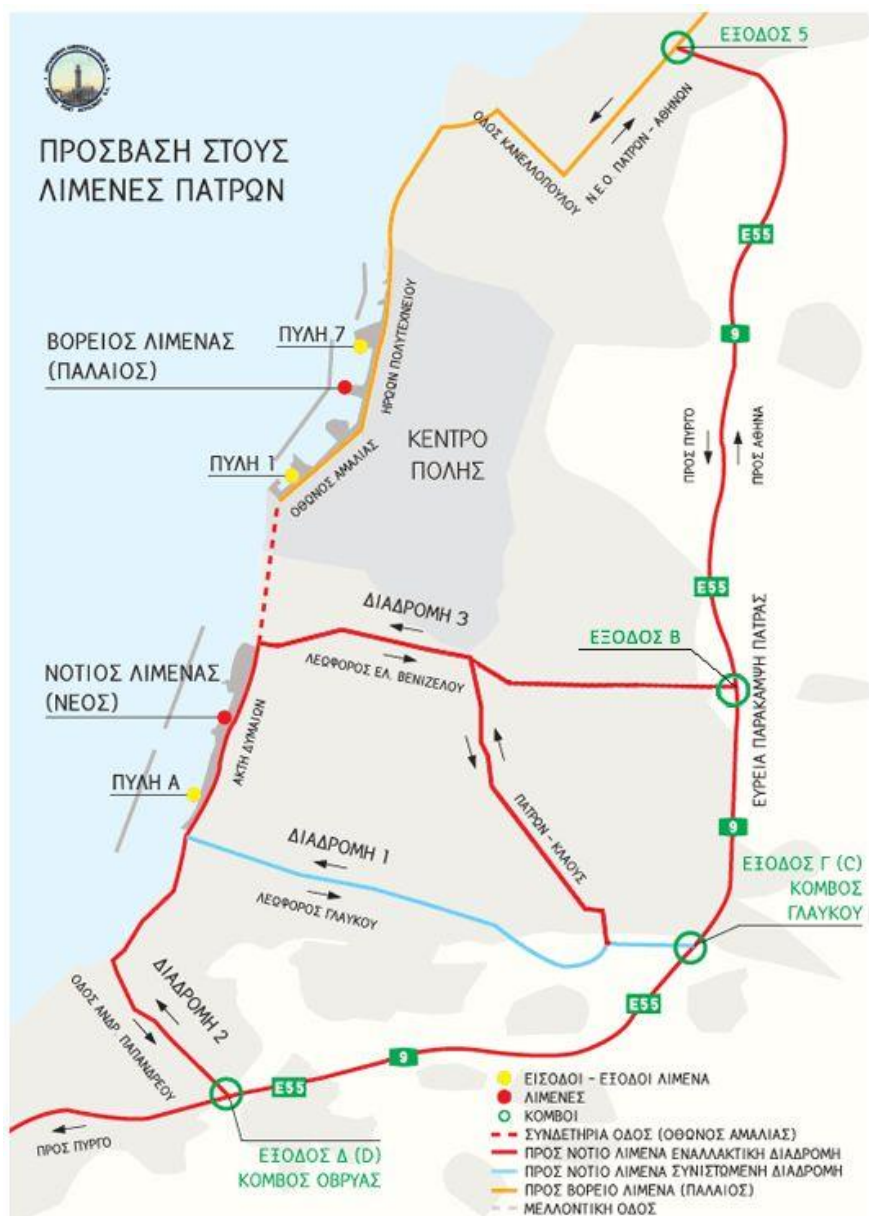 ΠΡΟΣΒΑΣΗ ΣΤΟΥΣ
ΛΙΜΕΝΕΣ ΠΑΤΡΩΝ
ΕΞΟΔΟΣ 5
ΟΔΟΣ ΚΑΝΕΛΛΟΠΟΥΛΟΥ
Ν.Ε.Ο. ΠΑΤΡΩΝ - ΑΘΗΝΩΝ
E55
9
ΠΥΛΗ 7
ΒΟΡΕΙΟΣ ΛΙΜΕΝΑΣ
(ΠΑΛΑΙΟΣ)
ΗΡΩΩΝ ΠΟΛΥΤΕΧΝΕΙΟΥ
ΚΕΝΤΡΟ
ΠΟΛΗΣ
ΠΥΛΗ 1
ΟΘΩΝΟΣ ΑΜΑΛΙΑΣ
ΠΡΟΣ ΠΥΡΓΟ
ΠΡΟΣ ΑΘΗΝΑ
E55
ΔΙΑΔΡΟΜΗ 3
ΛΕΩΦΟΡΟΣ ΕΛ. ΒΕΝΙΖΕΛΟΥ
ΕΞΟΔΟΣ Β
ΝΟΤΙΟΣ ΛΙΜΕΝΑΣ
(ΝΕΟΣ)
ΑΚΤΗ ΔΥΜΑΙΩΝ
ΠΥΛΗ Α
ΕΥΡΕΙΑ ΠΑΡΑΚΑΜΨΗ ΠΑΤΡΑΣ
9
ΠΑΤΡΩΝ - ΚΛΑΟΥΣ
ΔΙΑΔΡΟΜΗ 1
ΛΕΩΦΟΡΟΣ ΓΛΑΥΚΟΥ
ΕΞΟΔΟΣ Γ (C)
ΚΟΜΒΟΣ
ΓΛΑΥΚΟΥ
ΔΙΑΔΡΟΜΗ 2
ΟΔΟΣ ΑΝΔΡ. ΠΑΠΑΝΔΡΕΟΥ
E55
9
E55
ΠΡΟΣ ΠΥΡΓΟ
ΕΞΟΔΟΣ Δ (D)
ΚΟΜΒΟΣ ΟΒΡΥΑΣ
ΕΙΣΟΔΟΙ - ΕΞΟΔΟΙ ΛΙΜΕΝΑ
ΛΙΜΕΝΕΣ
ΚΟΜΒΟΙ
ΣΥΝΔΕΤΗΡΙΑ ΟΔΟΣ (ΟΘΩΝΟΣ ΑΜΑΛΙΑΣ)
ΠΡΟΣ ΝΟΤΙΟ ΛΙΜΕΝΑ ΕΝΑΛΛΑΚΤΙΚΗ ΔΙΑΔΡΟΜΗ
ΠΡΟΣ ΝΟΤΙΟ ΛΙΜΕΝΑ ΣΥΝΙΣΤΩΜΕΝΗ ΔΙΑΔΡΟΜΗ
ΠΡΟΣ ΒΟΡΕΙΟ ΛΙΜΕΝΑ (ΠΑΛΑΙΟΣ)
ΜΕΛΛΟΝΤΙΚΗ ΟΔΟΣ